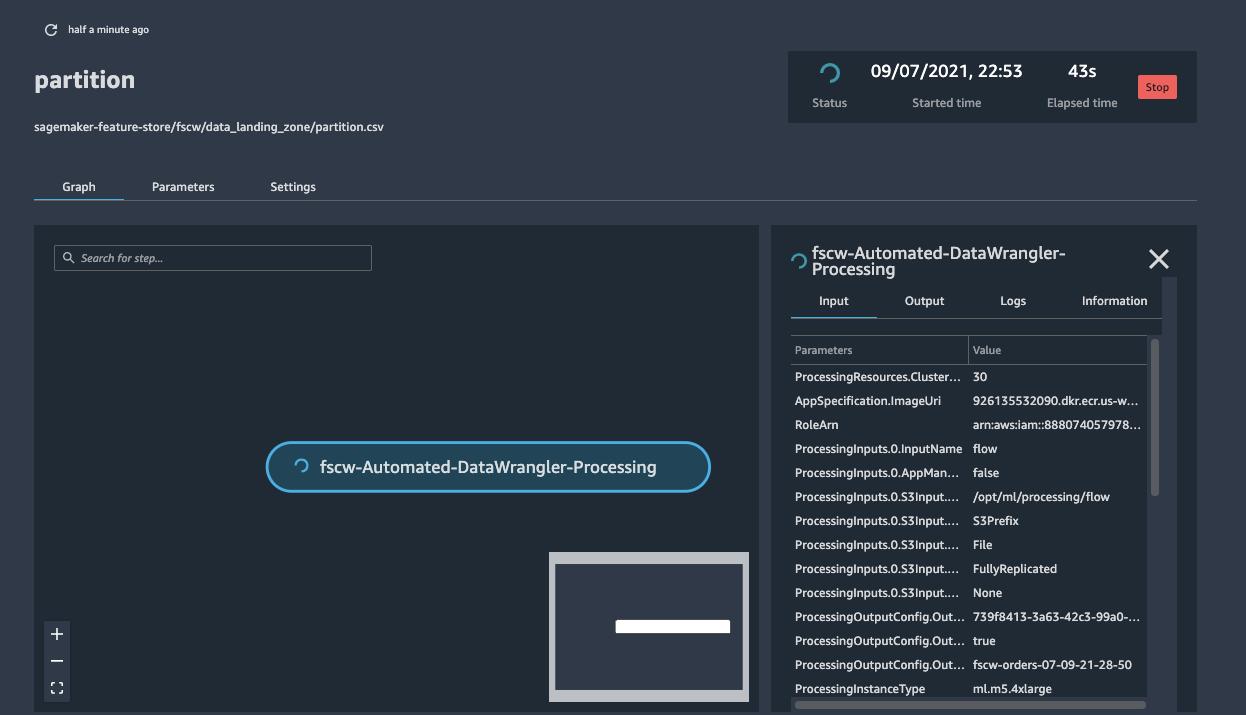 half a minute ago
partition
09/07/2021, 22:53
43s
Stop
Status
Started time
Elapsed time
sagemaker-feature-store/fscw/data_landing_zone/partition.csv
Graph
Parameters
Settings
Search for step...
fscw-Automated-DataWrangler-Processing
fscw-Automated-DataWrangler-
Processing
Input
Output
Logs
Information
Parameters Value
ProcessingResources.Cluster... 30
AppSpecification.ImageUri 926135532090.dkr.ecr.us-w...
RoleArn arn:aws:iam::888074057978...
ProcessingInputs.0.InputName flow
ProcessingInputs.0.AppMan... false
ProcessingInputs.0.S3Input.... /opt/ml/processing/flow
ProcessingInputs.0.S3Input.... S3Prefix
ProcessingInputs.0.S3Input.... File
ProcessingInputs.0.S3Input.... FullyReplicated
ProcessingInputs.0.S3Input.... None
ProcessingOutputConfig.Out... 739f8413-3a63-42c3-99a0-...
ProcessingOutputConfig.Out... true
ProcessingOutputConfig.Out... fscw-orders-07-09-21-28-50
ProcessingInstanceType ml.m5.4xlarge